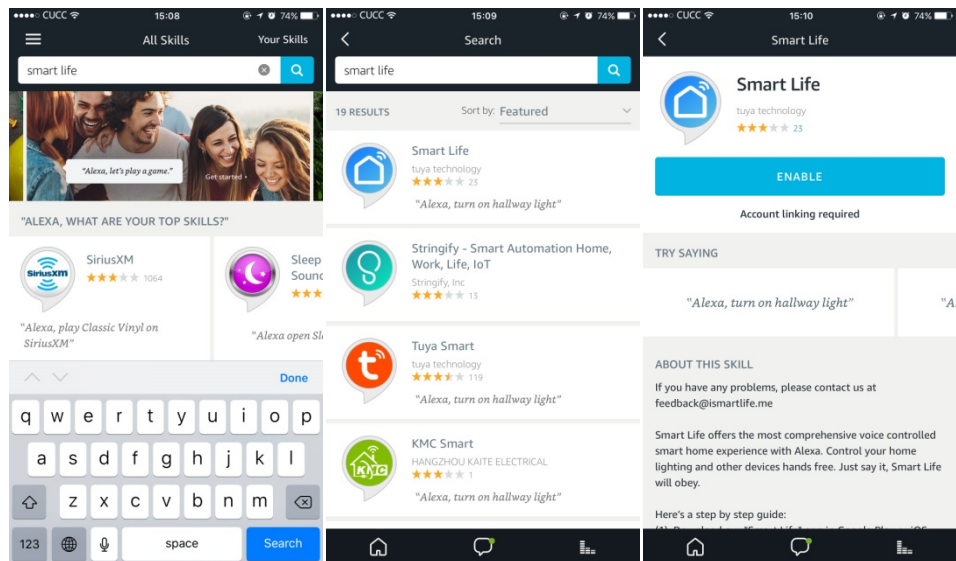 CUCC 15:08 74%
All Skills Your Skills
smart life
"Alexa, let's play a game."
Get started ›
"ALEXA, WHAT ARE YOUR TOP SKILLS?"
SiriusXM
SiriusXM
1064
"Alexa, play Classic Vinyl on
SiriusXM"
Sleep
Sound
"Alexa open Sl
Done
q w e r t y u i o p
a s d f g h j k l
z x c v b n m
123 space Search
CUCC 15:09 74%
Search
smart life
19 RESULTS Sort by: Featured
Smart Life
tuya technology
23
"Alexa, turn on hallway light"
Stringify - Smart Automation Home,
Work, Life, IoT
Stringify, Inc
13
Tuya Smart
tuya technology
119
"Alexa, turn on hallway light"
KMC
KMC Smart
HANGZHOU KAITE ELECTRICAL
1
"Alexa, turn on hallway light"
CUCC 15:10 74%
Smart Life
Smart Life
tuya technology
23
ENABLE
Account linking required
TRY SAYING
"Alexa, turn on hallway light" "A
ABOUT THIS SKILL
If you have any problems, please contact us at
feedback@ismartlife.me
Smart Life offers the most comprehensive voice controlled
smart home experience with Alexa. Control your home
lighting and other devices hands free. Just say it, Smart Life
will obey.
Here's a step by step guide: